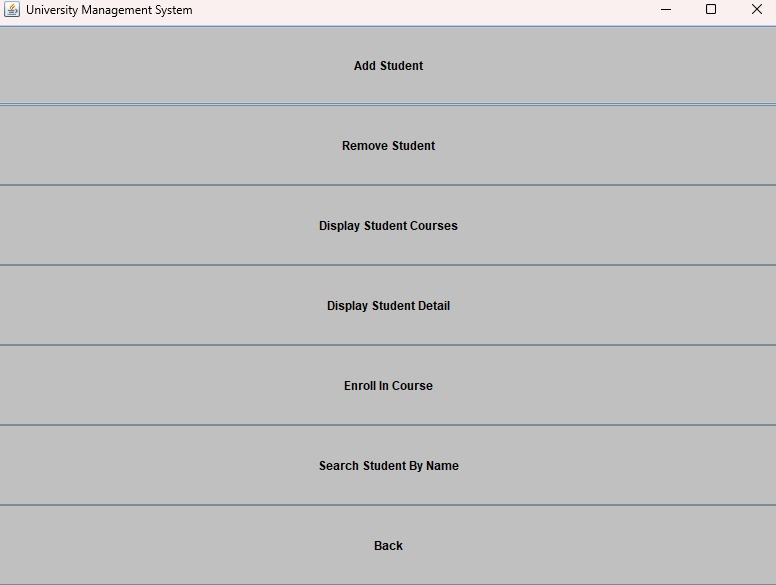 University Management System
Add Student
Remove Student
Display Student Courses
Display Student Detail
Enroll In Course
Search Student By Name
Back